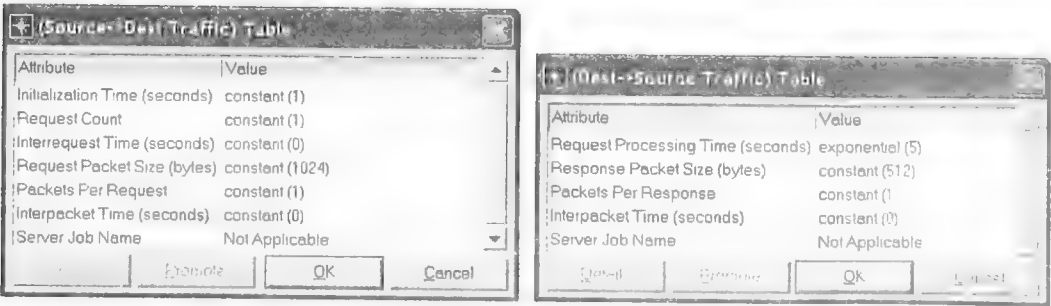 (Source->Dest Traffic) Table
Attribute Value
Initialization Time (seconds) constant (1)
Request Count constant (1)
Interrequest Time (seconds) constant (0)
Request Packet Size (bytes) constant (1024)
Packets Per Request constant (1)
Interpacket Time (seconds) constant (0)
Server Job Name Not Applicable
Promote OK Cancel
(Dest->Source Traffic) Table
Attribute Value
Request Processing Time (seconds) exponential (5)
Response Packet Size (bytes) constant (512)
Packets Per Response constant (1
Interpacket Time (seconds) constant (0)
Server Job Name Not Applicable
Promote OK Cancel